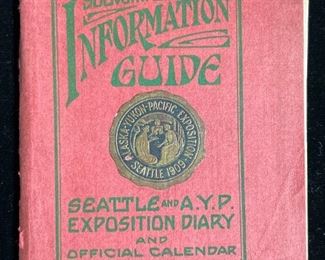 INFORMATION
GUIDE
ALASKA·YUKON·PACIFIC EXPOSITION
SEATTLE 1909
SEATTLE AND A.Y.P.
EXPOSITION DIARY
AND
OFFICIAL CALENDAR